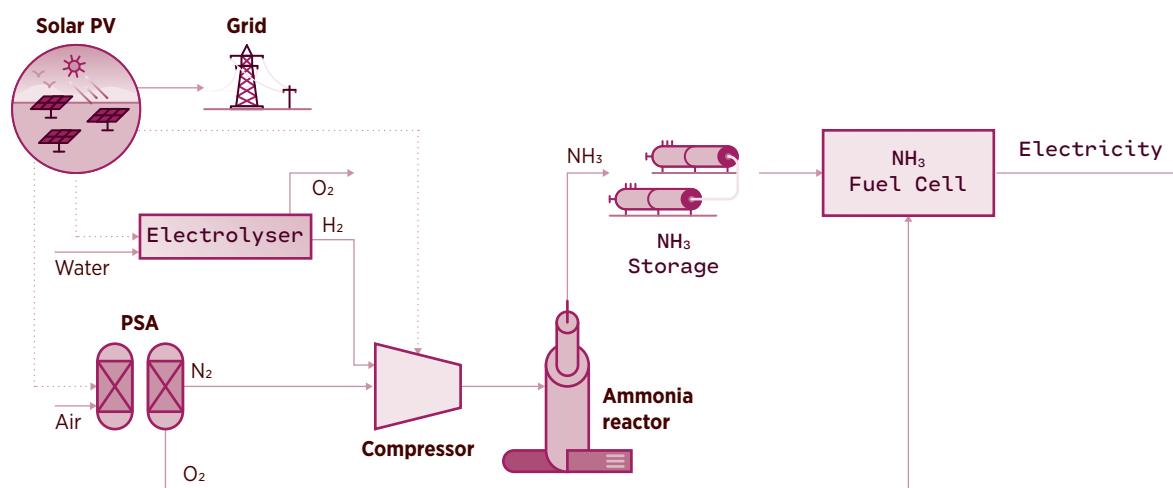 Solar PV
Grid
O₂
Electrolyser
H₂
Water
PSA
N₂
Air
O₂
Compressor
NH₃
Ammonia
reactor
NH₃
Storage
NH₃
Fuel Cell
Electricity